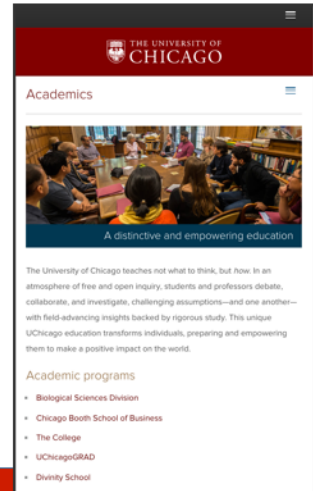 THE UNIVERSITY OF
CHICAGO
Academics
A distinctive and empowering education
The University of Chicago teaches not what to think, but how. In an
atmosphere of free and open inquiry, students and professors debate,
collaborate, and investigate, challenging assumptions—and one another—
with field-advancing insights backed by rigorous study. This unique
UChicago education transforms individuals, preparing and empowering
them to make a positive impact on the world.
Academic programs
Biological Sciences Division
Chicago Booth School of Business
The College
UChicagoGRAD
Divinity School